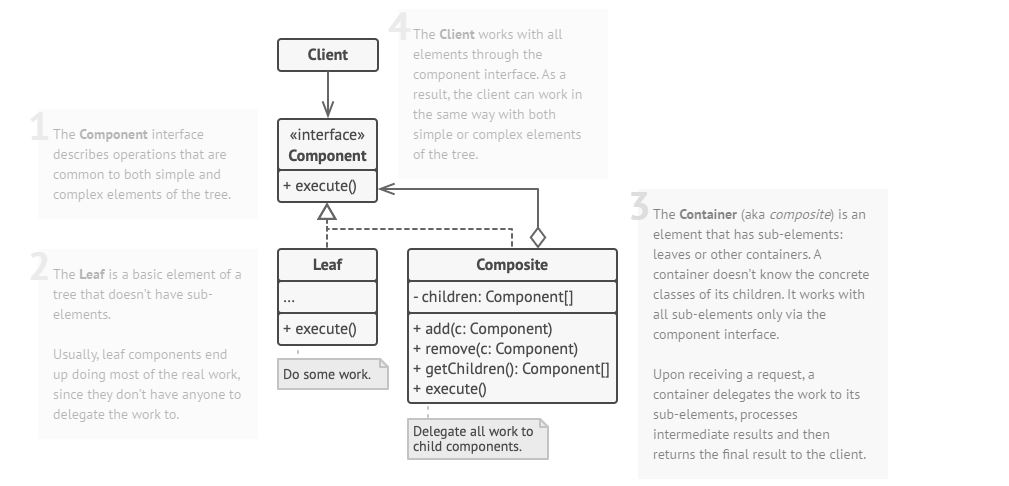 4
The Client works with all
elements through the
component interface. As a
result, the client can work in
the same way with both
simple or complex elements
of the tree.
Client
1
The Component interface
describes operations that are
common to both simple and
complex elements of the tree.
«interface»
Component
+ execute()
2
The Leaf is a basic element of a
tree that doesn't have sub-
elements.
Usually, leaf components end
up doing most of the real work,
since they don't have anyone to
delegate the work to.
Leaf
...
+ execute()
Do some work.
Composite
- children: Component[]
+ add(c: Component)
+ remove(c: Component)
+ getChildren(): Component[]
+ execute()
Delegate all work to
child components.
3
The Container (aka composite) is an
element that has sub-elements:
leaves or other containers. A
container doesn't know the concrete
classes of its children. It works with
all sub-elements only via the
component interface.
Upon receiving a request, a
container delegates the work to its
sub-elements, processes
intermediate results and then
returns the final result to the client.